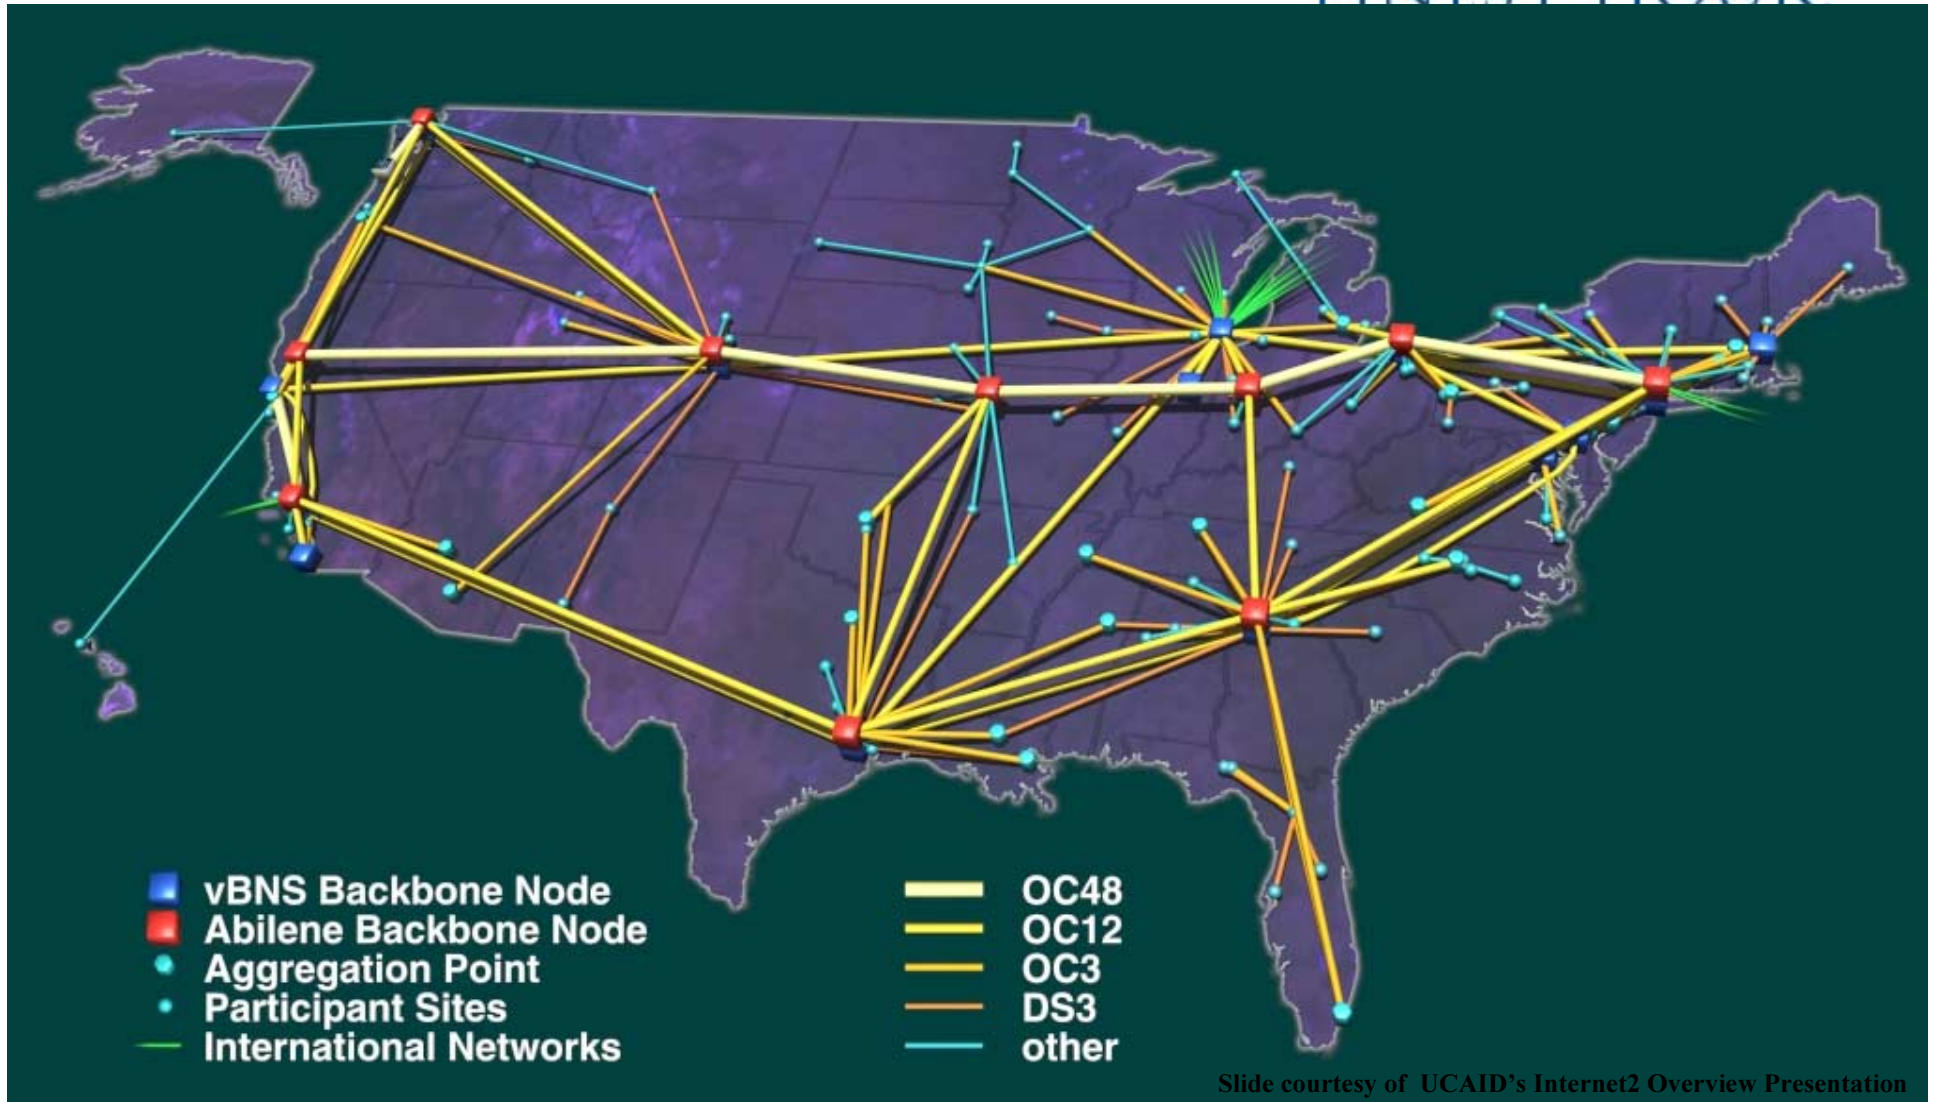 vBNS Backbone Node
Abilene Backbone Node
Aggregation Point
Participant Sites
International Networks
OC48
OC12
OC3
DS3
other
Slide courtesy of UCAID's Internet2 Overview Presentation